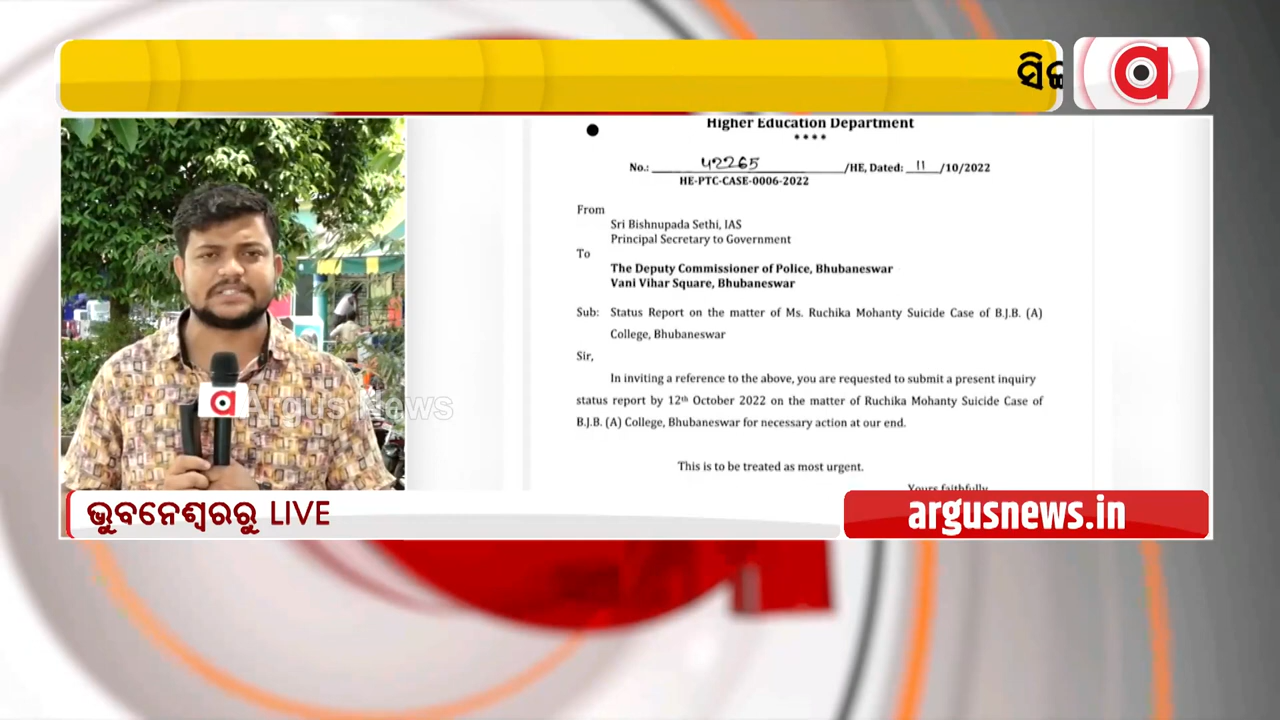 ସିଇ
Higher Education Department
****
No.: 42265 /HE, Dated: 11 /10/2022
HE-PTC-CASE-0006-2022
From
Sri Bishnupada Sethi, IAS
Principal Secretary to Government
To
The Deputy Commissioner of Police, Bhubaneswar
Vani Vihar Square, Bhubaneswar
Sub: Status Report on the matter of Ms. Ruchika Mohanty Suicide Case of B.J.B. (A)
College, Bhubaneswar
Sir,
In inviting a reference to the above, you are requested to submit a present inquiry
status report by 12th October 2022 on the matter of Ruchika Mohanty Suicide Case of
B.J.B. (A) College, Bhubaneswar for necessary action at our end.
This is to be treated as most urgent.
Yours faithfully
Argus News
ଭୁବନେଶ୍ୱରରୁ LIVE
argusnews.in